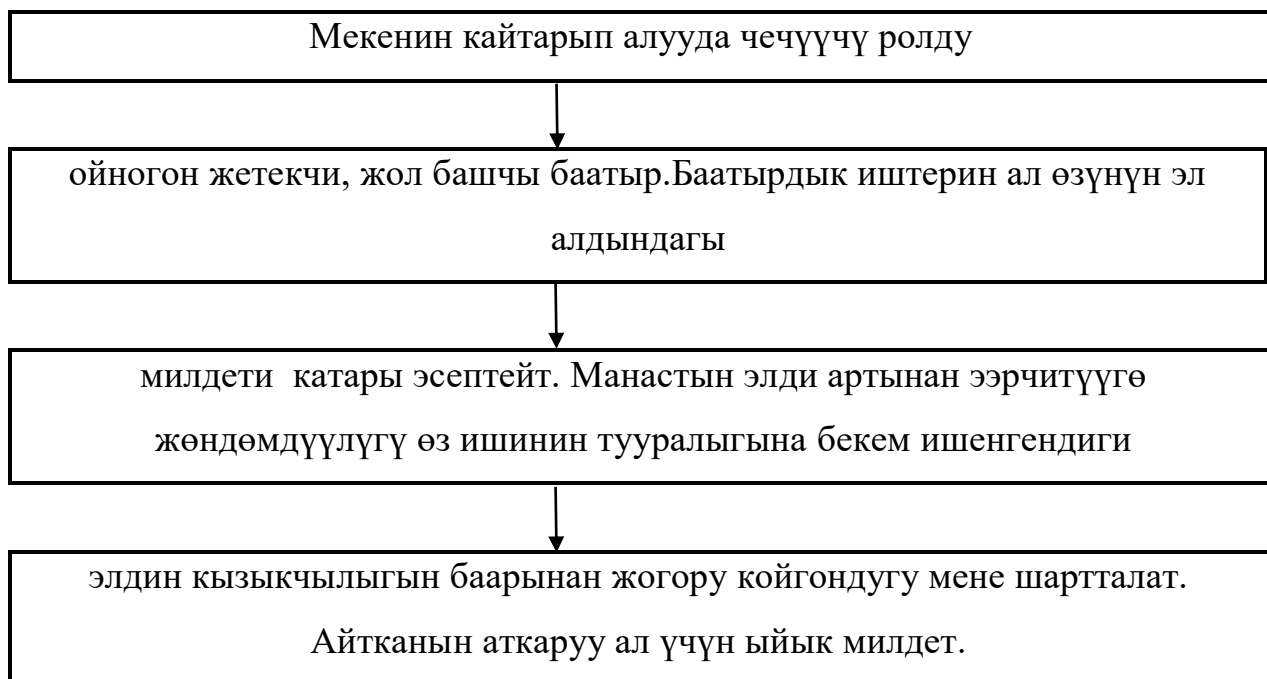 Мекенин кайтарып алууда чечүүчү ролду
ойногон жетекчи, жол башчы баатыр.Баатырдык иштерин ал өзүнүн эл
алдындагы
милдети  катары эсептейт. Манастын элди артынан ээрчитүүгө
жөндөмдүүлүгү өз ишинин тууралыгына бекем ишенгендиги
элдин кызыкчылыгын баарынан жогору койгондугу мене шартталат.
Айтканын аткаруу ал үчүн ыйык милдет.